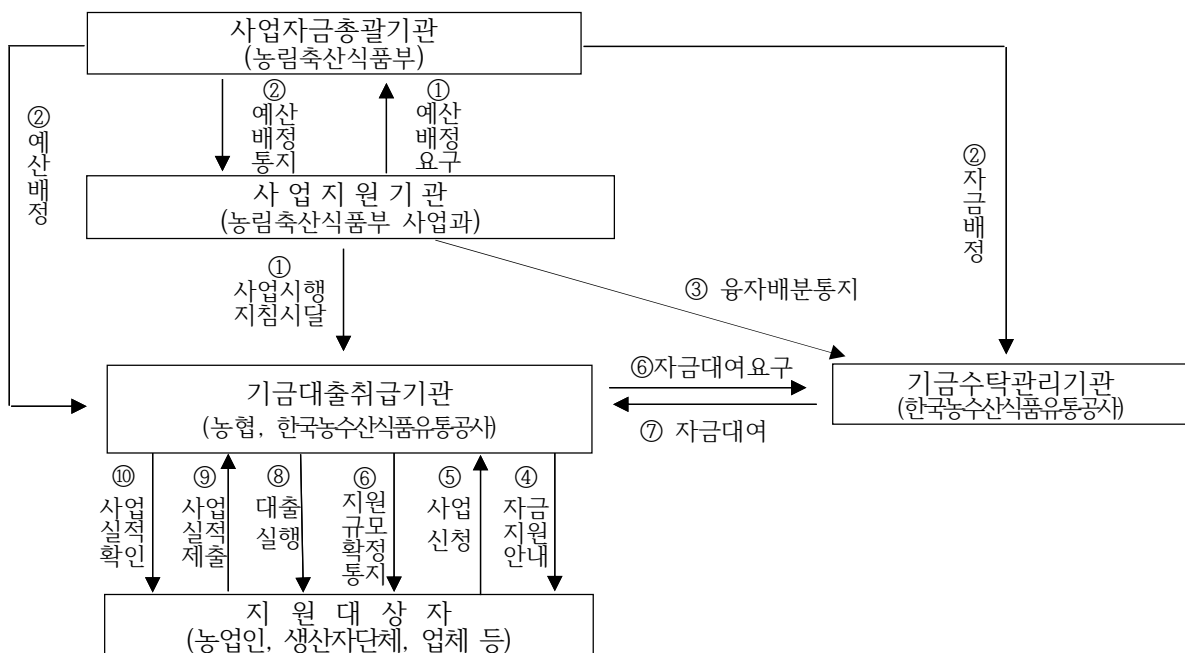 사업자금총괄기관
(농림축산식품부)
②
예
산
배
정
②
예산
배정
통지
①
예산
배정
요구
②
자
금
배
정
사 업 지 원 기 관
(농림축산식품부 사업과)
①
사업시행
지침시달
③ 융자배분통지
기금대출취급기관
(농협, 한국농수산식품유통공사)
⑥자금대여요구
⑦ 자금대여
기금수탁관리기관
(한국농수산식품유통공사)
⑩
사업
실적
확인
⑨
사업
실적
제출
⑧
대출
실행
⑥
지원
규모
확정
통지
⑤
사업
신청
④
자금
지원
안내
지 원 대 상 자
(농업인, 생산자단체, 업체 등)